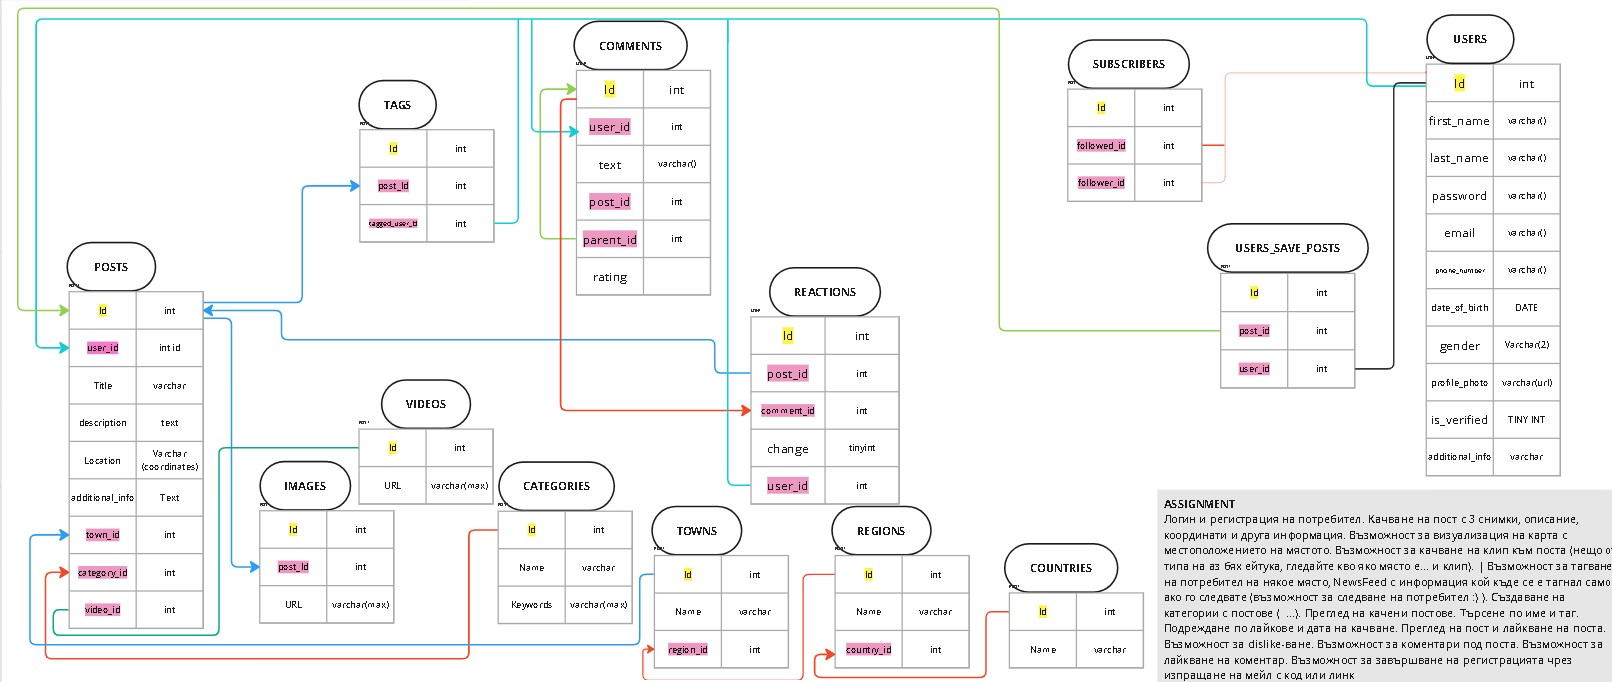 COMMENTS
Id int
user_id int
text varchar()
post_id int
parent_id int
rating
USERS
Id int
first_name varchar()
last_name varchar()
password varchar()
email varchar()
phone_number varchar()
date_of_birth DATE
gender Varchar(2)
profile_photo varchar(url)
is_verified TINY INT
additional_info varchar
SUBSCRIBERS
Id int
followed_id int
follower_id int
TAGS
Id int
post_Id int
tagged_user_id int
USERS_SAVE_POSTS
Id int
post_id int
user_id int
POSTS
Id int
user_id int id
Title varchar
description text
Location Varchar
(coordinates)
additional_info Text
town_id int
category_id int
video_id int
REACTIONS
Id int
post_id int
comment_id int
change tinyint
user_id int
VIDEOS
Id int
URL varchar(max)
IMAGES
Id int
post_Id int
URL varchar(max)
CATEGORIES
Id int
Name varchar
Keywords varchar(max)
TOWNS
Id int
Name varchar
region_id int
REGIONS
Id int
Name varchar
country_id int
COUNTRIES
Id int
Name varchar
ASSIGNMENT
Логин и регистрация на потребител. Качване на пост с 3 снимки, описание,
координати и друга информация. Възможност за визуализация на карта с
местоположението на мястото. Възможност за качване на клип към поста (нещо от
типа на аз бях ейтука, гледайте кво яко място е... и клип). | Възможност за тагване
на потребител на някое място, NewsFeed с информация кой къде се е тагнал само
ако го следвате (възможност за следване на потребител :) ). Създаване на
категории с постове ( ...). Преглед на качени постове. Търсене по име и таг.
Подреждане по лайкове и дата на качване. Преглед на пост и лайкване на поста.
Възможност за dislike-ване. Възможност за коментари под поста. Възможност за
лайкване на коментар. Възможност за завършване на регистрацията чрез
изпращане на мейл с код или линк